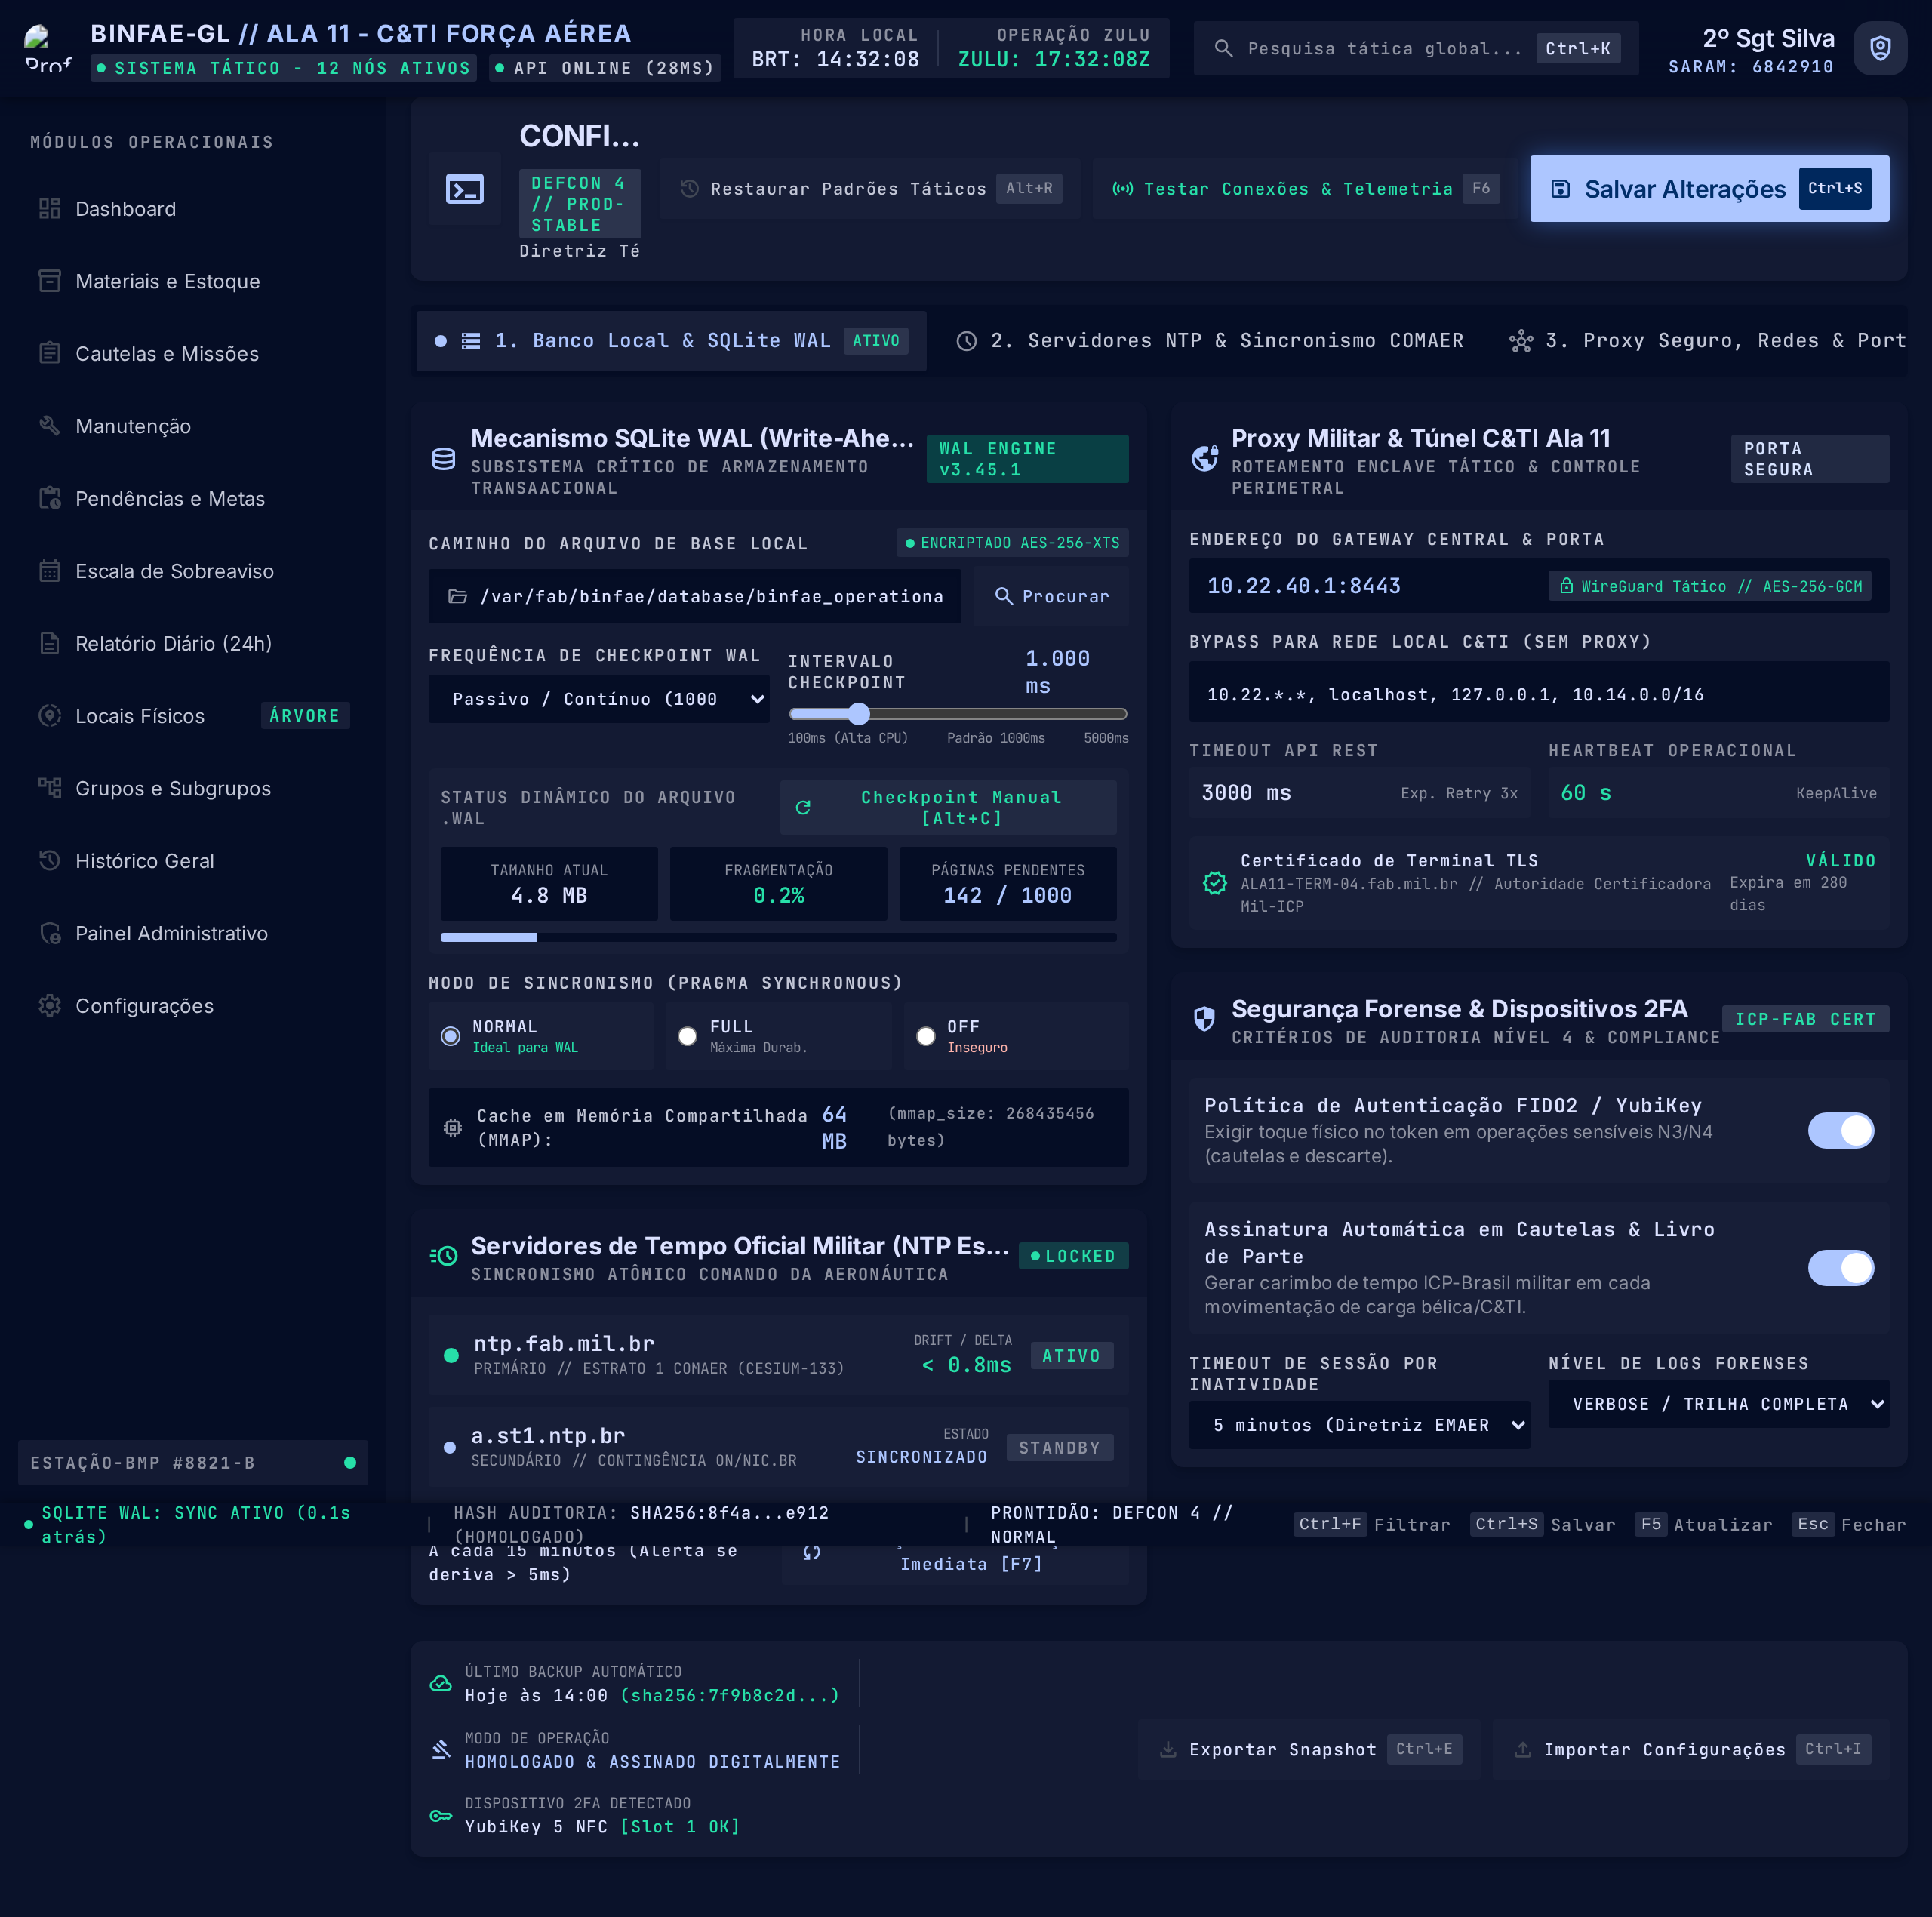 BINFAE-GL // ALA 11 - C&TI FORÇA AÉREA
SISTEMA TÁTICO - 12 NÓS ATIVOS
API ONLINE (28MS)
HORA LOCAL
BRT: 14:32:08
OPERAÇÃO ZULU
ZULU: 17:32:08Z
Pesquisa tática global...
Ctrl+K
2º Sgt Silva
SARAM: 6842910
MÓDULOS OPERACIONAIS
Dashboard
Materiais e Estoque
Cautelas e Missões
Manutenção
Pendências e Metas
Escala de Sobreaviso
Relatório Diário (24h)
Locais Físicos
ÁRVORE
Grupos e Subgrupos
Histórico Geral
Painel Administrativo
Configurações
ESTAÇÃO-BMP #8821-B
CONFI...
DEFCON 4
// PROD-
STABLE
Diretriz Té
Restaurar Padrões Táticos
Alt+R
Testar Conexões & Telemetria
F6
Salvar Alterações
Ctrl+S
1. Banco Local & SQLite WAL
ATIVO
2. Servidores NTP & Sincronismo COMAER
3. Proxy Seguro, Redes & Port
Mecanismo SQLite WAL (Write-Ahe...
SUBSISTEMA CRÍTICO DE ARMAZENAMENTO
TRANSAACIONAL
WAL ENGINE
v3.45.1
CAMINHO DO ARQUIVO DE BASE LOCAL
ENCRIPTADO AES-256-XTS
/var/fab/binfae/database/binfae_operationa
Procurar
FREQUÊNCIA DE CHECKPOINT WAL
Passivo / Contínuo (1000
INTERVALO
CHECKPOINT
1.000
ms
100ms (Alta CPU)
Padrão 1000ms
5000ms
STATUS DINÂMICO DO ARQUIVO
.WAL
Checkpoint Manual
[Alt+C]
TAMANHO ATUAL
4.8 MB
FRAGMENTAÇÃO
0.2%
PÁGINAS PENDENTES
142 / 1000
MODO DE SINCRONISMO (PRAGMA SYNCHRONOUS)
NORMAL
Ideal para WAL
FULL
Máxima Durab.
OFF
Inseguro
Cache em Memória Compartilhada
(MMAP):
64
MB
(mmap_size: 268435456
bytes)
Servidores de Tempo Oficial Militar (NTP Es...
SINCRONISMO ATÔMICO COMANDO DA AERONÁUTICA
LOCKED
ntp.fab.mil.br
PRIMÁRIO // ESTRATO 1 COMAER (CESIUM-133)
DRIFT / DELTA
< 0.8ms
ATIVO
a.st1.ntp.br
SECUNDÁRIO // CONTINGÊNCIA ON/NIC.BR
ESTADO
SINCRONIZADO
STANDBY
A cada 15 minutos (Alerta se
deriva > 5ms)
Imediata [F7]
Proxy Militar & Túnel C&TI Ala 11
ROTEAMENTO ENCLAVE TÁTICO & CONTROLE
PERIMETRAL
PORTA
SEGURA
ENDEREÇO DO GATEWAY CENTRAL & PORTA
10.22.40.1:8443
WireGuard Tático // AES-256-GCM
BYPASS PARA REDE LOCAL C&TI (SEM PROXY)
10.22.*.*, localhost, 127.0.0.1, 10.14.0.0/16
TIMEOUT API REST
3000 ms
Exp. Retry 3x
HEARTBEAT OPERACIONAL
60 s
KeepAlive
Certificado de Terminal TLS
ALA11-TERM-04.fab.mil.br // Autoridade Certificadora
Mil-ICP
VÁLIDO
Expira em 280
dias
Segurança Forense & Dispositivos 2FA
CRITÉRIOS DE AUDITORIA NÍVEL 4 & COMPLIANCE
ICP-FAB CERT
Política de Autenticação FIDO2 / YubiKey
Exigir toque físico no token em operações sensíveis N3/N4
(cautelas e descarte).
Assinatura Automática em Cautelas & Livro
de Parte
Gerar carimbo de tempo ICP-Brasil militar em cada
movimentação de carga bélica/C&TI.
TIMEOUT DE SESSÃO POR
INATIVIDADE
5 minutos (Diretriz EMAER
NÍVEL DE LOGS FORENSES
VERBOSE / TRILHA COMPLETA
SQLITE WAL: SYNC ATIVO (0.1s
atrás)
|
HASH AUDITORIA: SHA256:8f4a...e912
(HOMOLOGADO)
|
PRONTIDÃO: DEFCON 4 //
NORMAL
Ctrl+F Filtrar
Ctrl+S Salvar
F5 Atualizar
Esc Fechar
ÚLTIMO BACKUP AUTOMÁTICO
Hoje às 14:00 (sha256:7f9b8c2d...)
MODO DE OPERAÇÃO
HOMOLOGADO & ASSINADO DIGITALMENTE
DISPOSITIVO 2FA DETECTADO
YubiKey 5 NFC [Slot 1 OK]
Exportar Snapshot
Ctrl+E
Importar Configurações
Ctrl+I